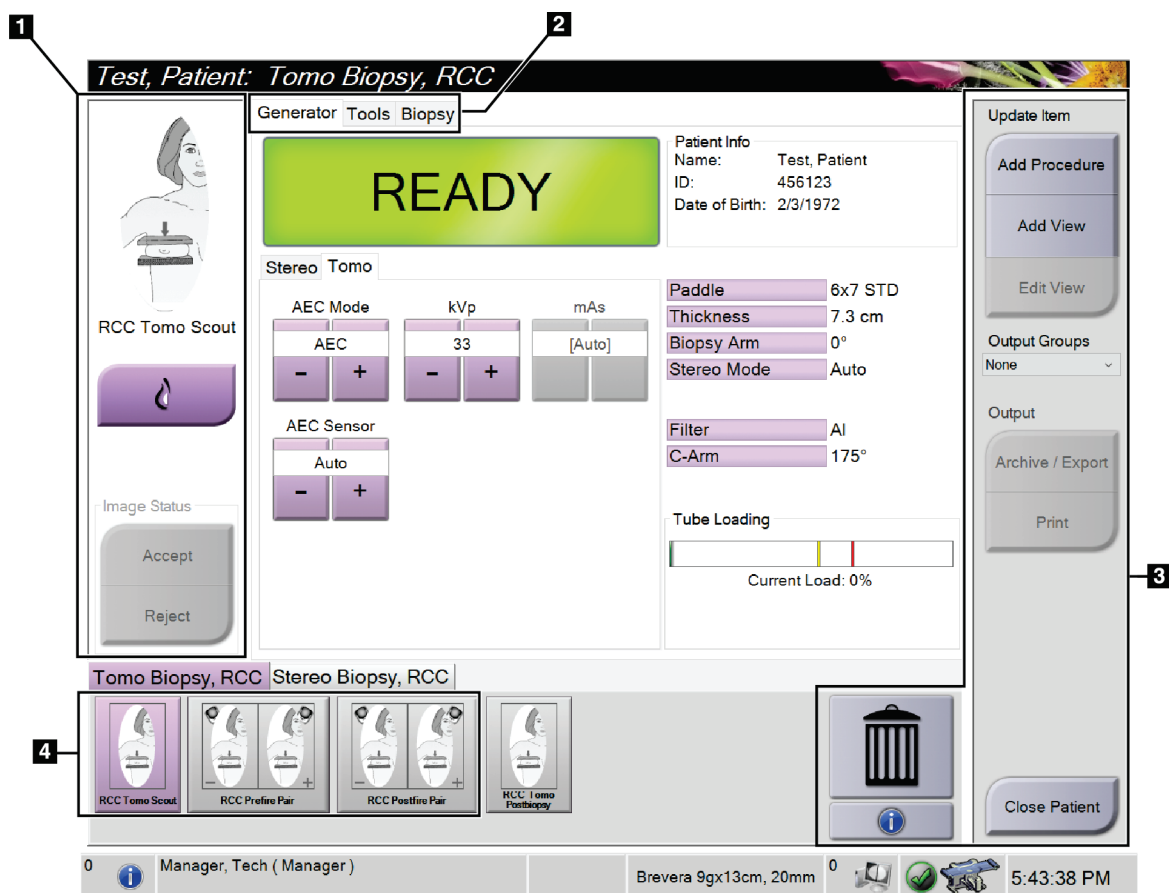 1
2
Test, Patient: Tomo Biopsy, RCC
Generator Tools Biopsy
READY
Patient Info
Name: Test, Patient
ID: 456123
Date of Birth: 2/3/1972
RCC Tomo Scout
Image Status
Accept
Reject
Stereo Tomo
AEC Mode kVp mAs
AEC 33 [Auto]
- + - +
AEC Sensor
Auto
- +
Paddle 6x7 STD
Thickness 7.3 cm
Biopsy Arm 0°
Stereo Mode Auto
Filter Al
C-Arm 175°
Tube Loading
Current Load: 0%
Update Item
Add Procedure
Add View
Edit View
Output Groups
None
Output
Archive / Export
Print
3
Tomo Biopsy, RCC Stereo Biopsy, RCC
4
- + - +
RCC Tomo Scout RCC Prefire Pair RCC Postfire Pair RCC Tomo
Postbiopsy
Close Patient
0 Manager, Tech ( Manager ) Brevera 9gx13cm, 20mm 0 5:43:38 PM